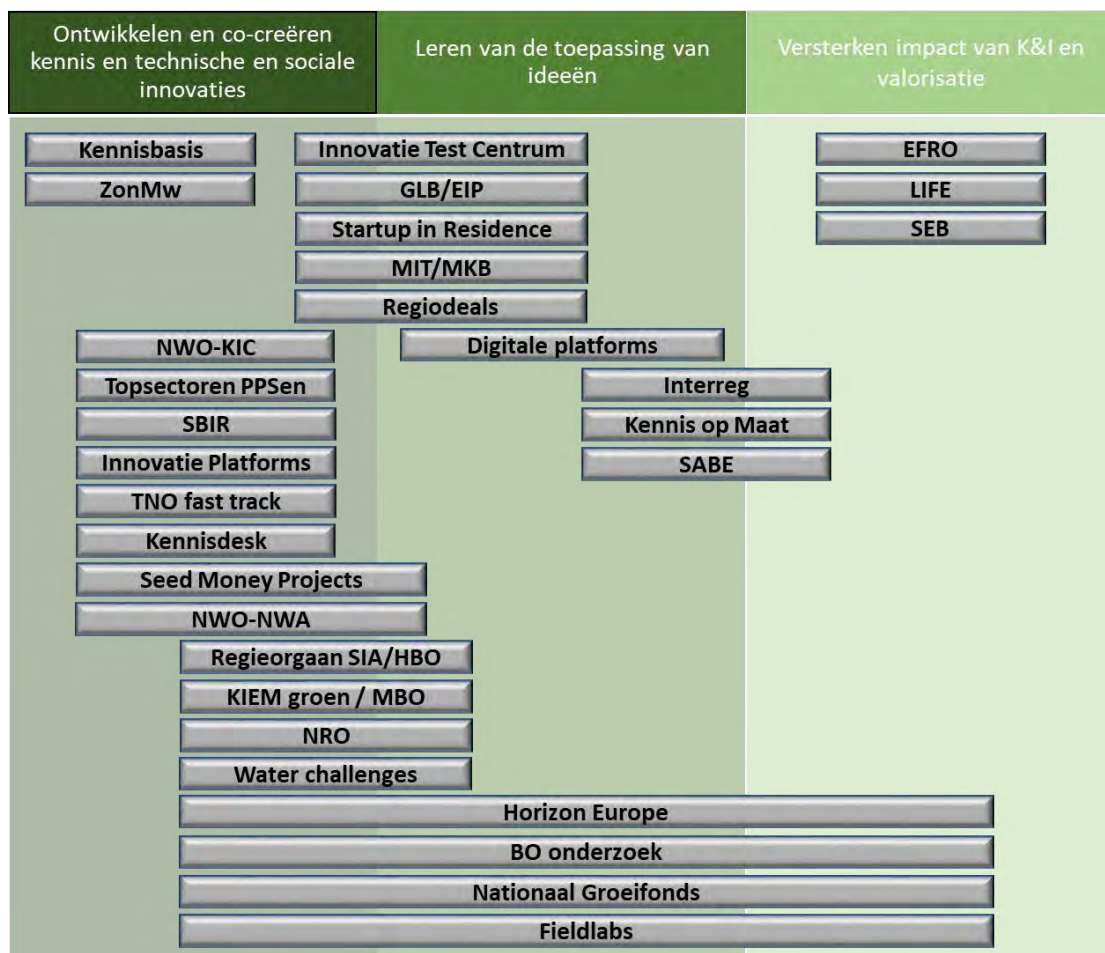 Ontwikkelen en co-creëren
kennis en technische en sociale
innovaties
Leren van de toepassing van
ideeën
Versterken impact van K&I en
valorisatie
Kennisbasis
Innovatie Test Centrum
EFRO
ZonMw
GLB/EIP
LIFE
Startup in Residence
SEB
MIT/MKB
Regiodeals
NWO-KIC
Digitale platforms
Topsectoren PPSen
Interreg
SBIR
Kennis op Maat
Innovatie Platforms
SABE
TNO fast track
Kennisdesk
Seed Money Projects
NWO-NWA
Regieorgaan SIA/HBO
KIEM groen / MBO
NRO
Water challenges
Horizon Europe
BO onderzoek
Nationaal Groeifonds
Fieldlabs